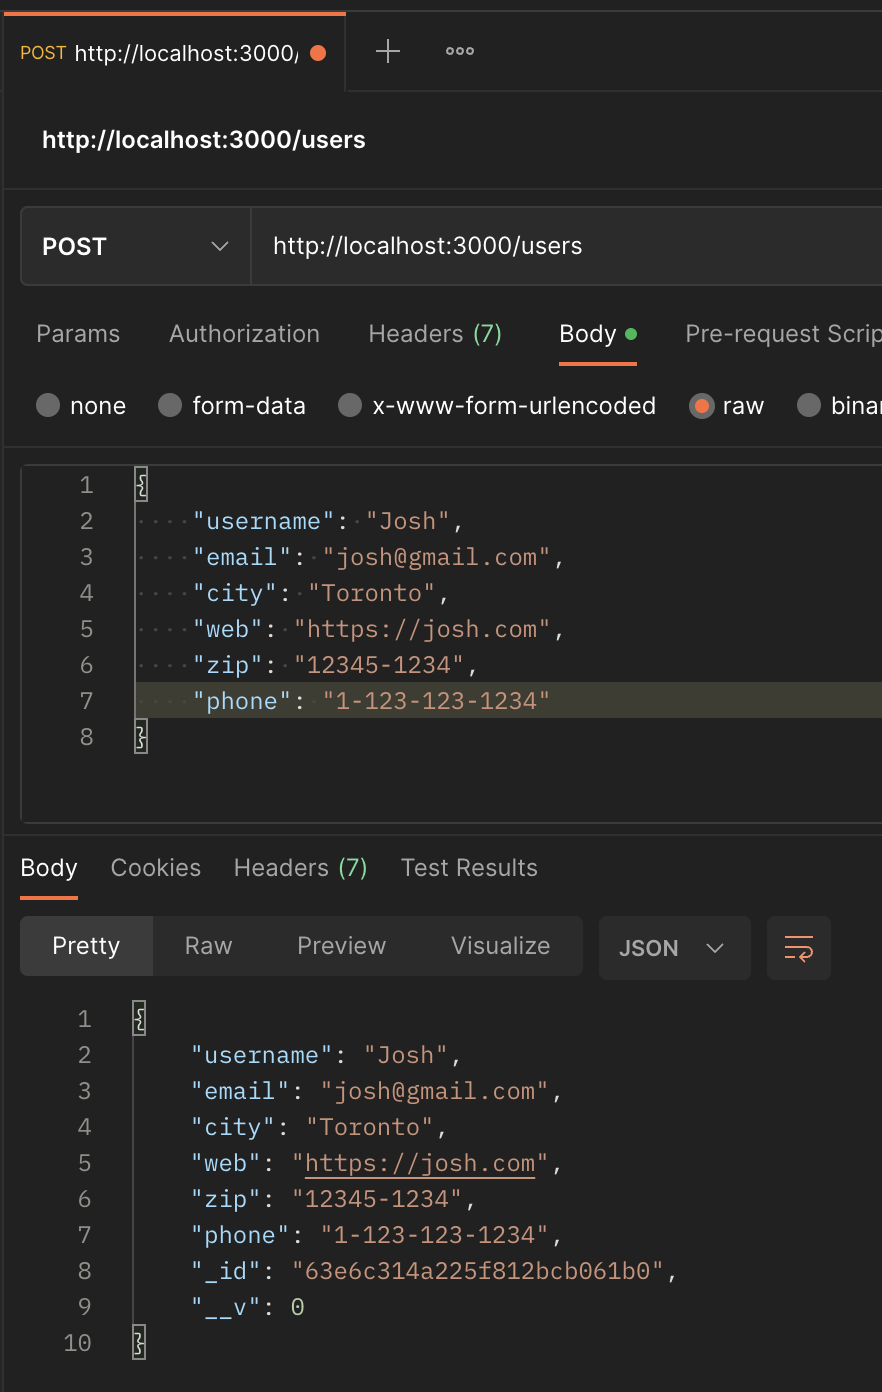 POST http://localhost:3000/
http://localhost:3000/users
POST http://localhost:3000/users
Params Authorization Headers (7) Body Pre-request Scrip
none form-data x-www-form-urlencoded raw binar
1 {
2 "username": "Josh",
3 "email": "josh@gmail.com",
4 "city": "Toronto",
5 "web": "https://josh.com",
6 "zip": "12345-1234",
7 "phone": "1-123-123-1234"
8 }
Body Cookies Headers (7) Test Results
Pretty Raw Preview Visualize JSON
1 {
2 "username": "Josh",
3 "email": "josh@gmail.com",
4 "city": "Toronto",
5 "web": "https://josh.com",
6 "zip": "12345-1234",
7 "phone": "1-123-123-1234",
8 "_id": "63e6c314a225f812bcb061b0",
9 "__v": 0
10 }